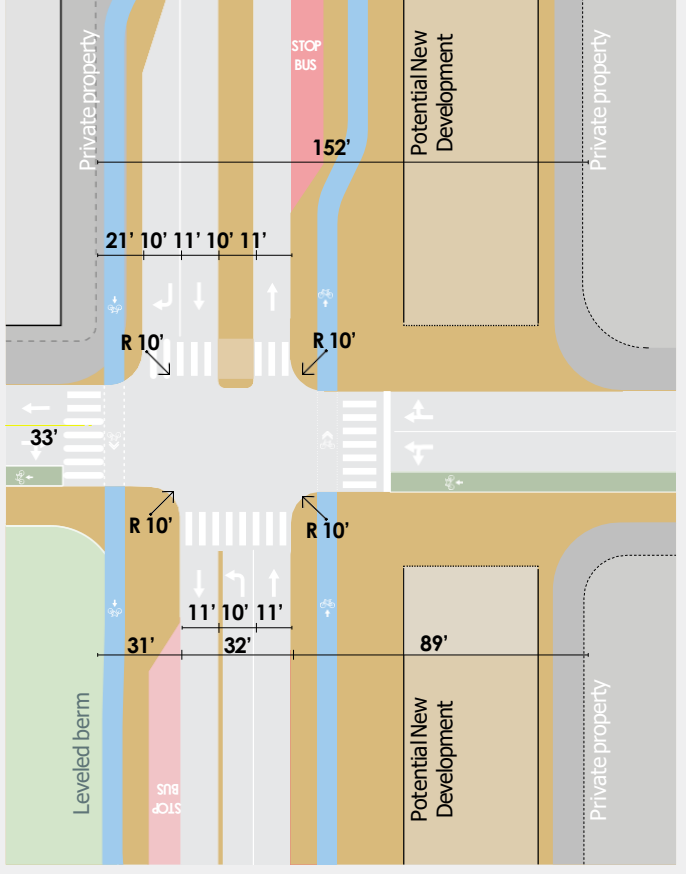 Private property
STOP
BUS
Potential New
Development
Private property
152’
21’ 10’ 11’ 10’ 11’
R 10’
R 10’
33’
R 10’
R 10’
11’ 10’ 11’
31’
32’
89’
Leveled berm
STOP
BUS
Potential New
Development
Private property